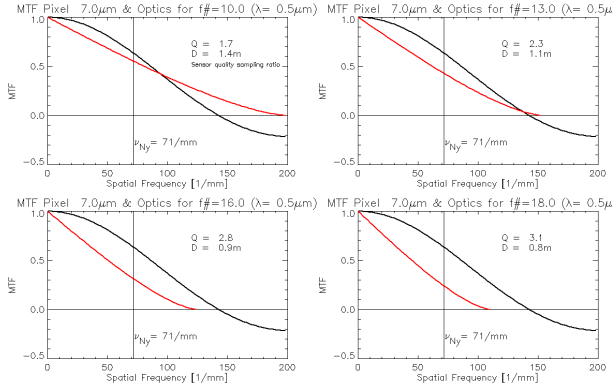 MTF Pixel 7.0μm & Optics for f#=10.0 (λ= 0.5μm)
1.0
0.5
0.0
−0.5
MTF
Q = 1.7
D = 1.4m
Sensor quality sampling ratio
νNy= 71/mm
0 50 100 150 200
Spatial Frequency [1/mm]
MTF Pixel 7.0μm & Optics for f#=13.0 (λ= 0.5μ
1.0
0.5
0.0
−0.5
MTF
Q = 2.3
D = 1.1m
νNy= 71/mm
0 50 100 150 200
Spatial Frequency [1/mm]
MTF Pixel 7.0μm & Optics for f#=16.0 (λ= 0.5μm)
1.0
0.5
0.0
−0.5
MTF
Q = 2.8
D = 0.9m
νNy= 71/mm
0 50 100 150 200
Spatial Frequency [1/mm]
MTF Pixel 7.0μm & Optics for f#=18.0 (λ= 0.5μ
1.0
0.5
0.0
−0.5
MTF
Q = 3.1
D = 0.8m
νNy= 71/mm
0 50 100 150 200
Spatial Frequency [1/mm]